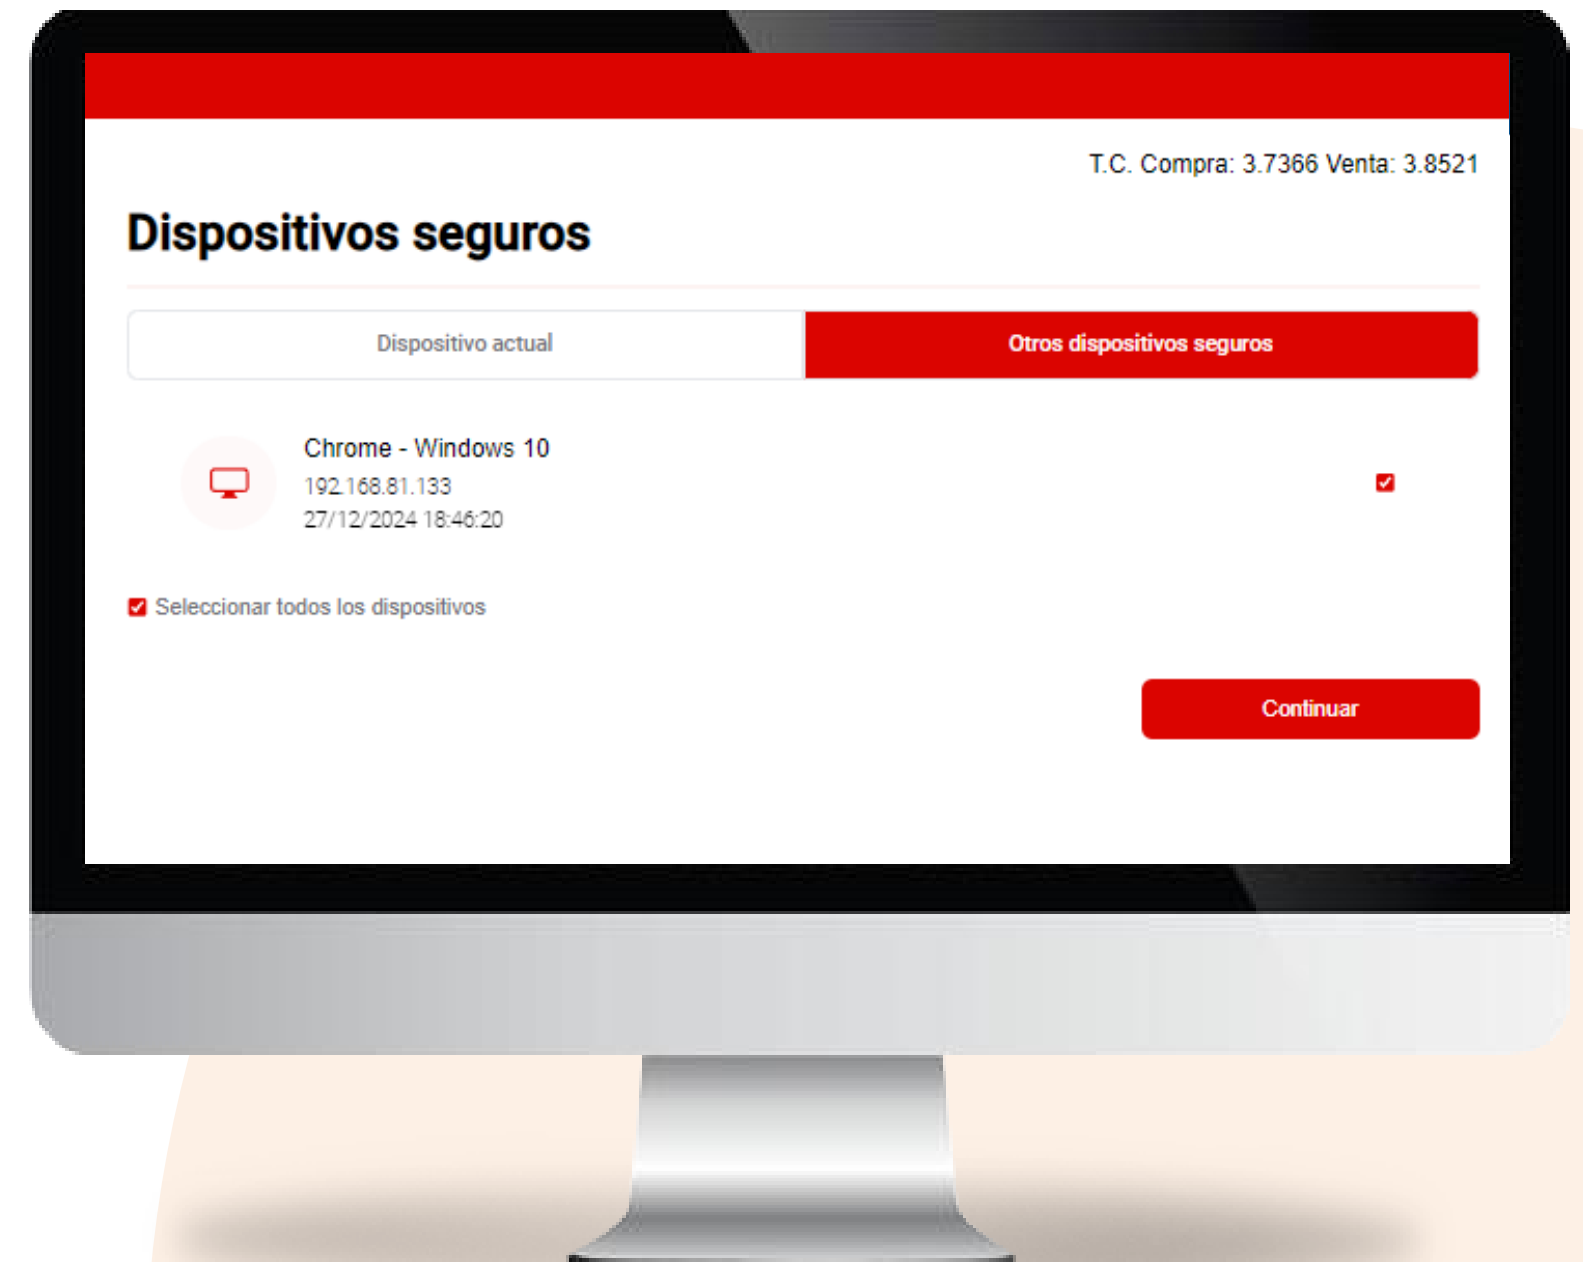 T.C. Compra: 3.7366 Venta: 3.8521
Dispositivos seguros
Dispositivo actual
Otros dispositivos seguros
Chrome - Windows 10
192.168.81.133
27/12/2024 18:46:20
Seleccionar todos los dispositivos
Continuar